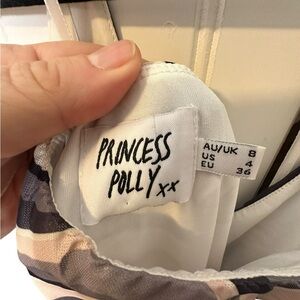 PRINCESS
POLLY xx
AU/UK 8
US 4
EU 36